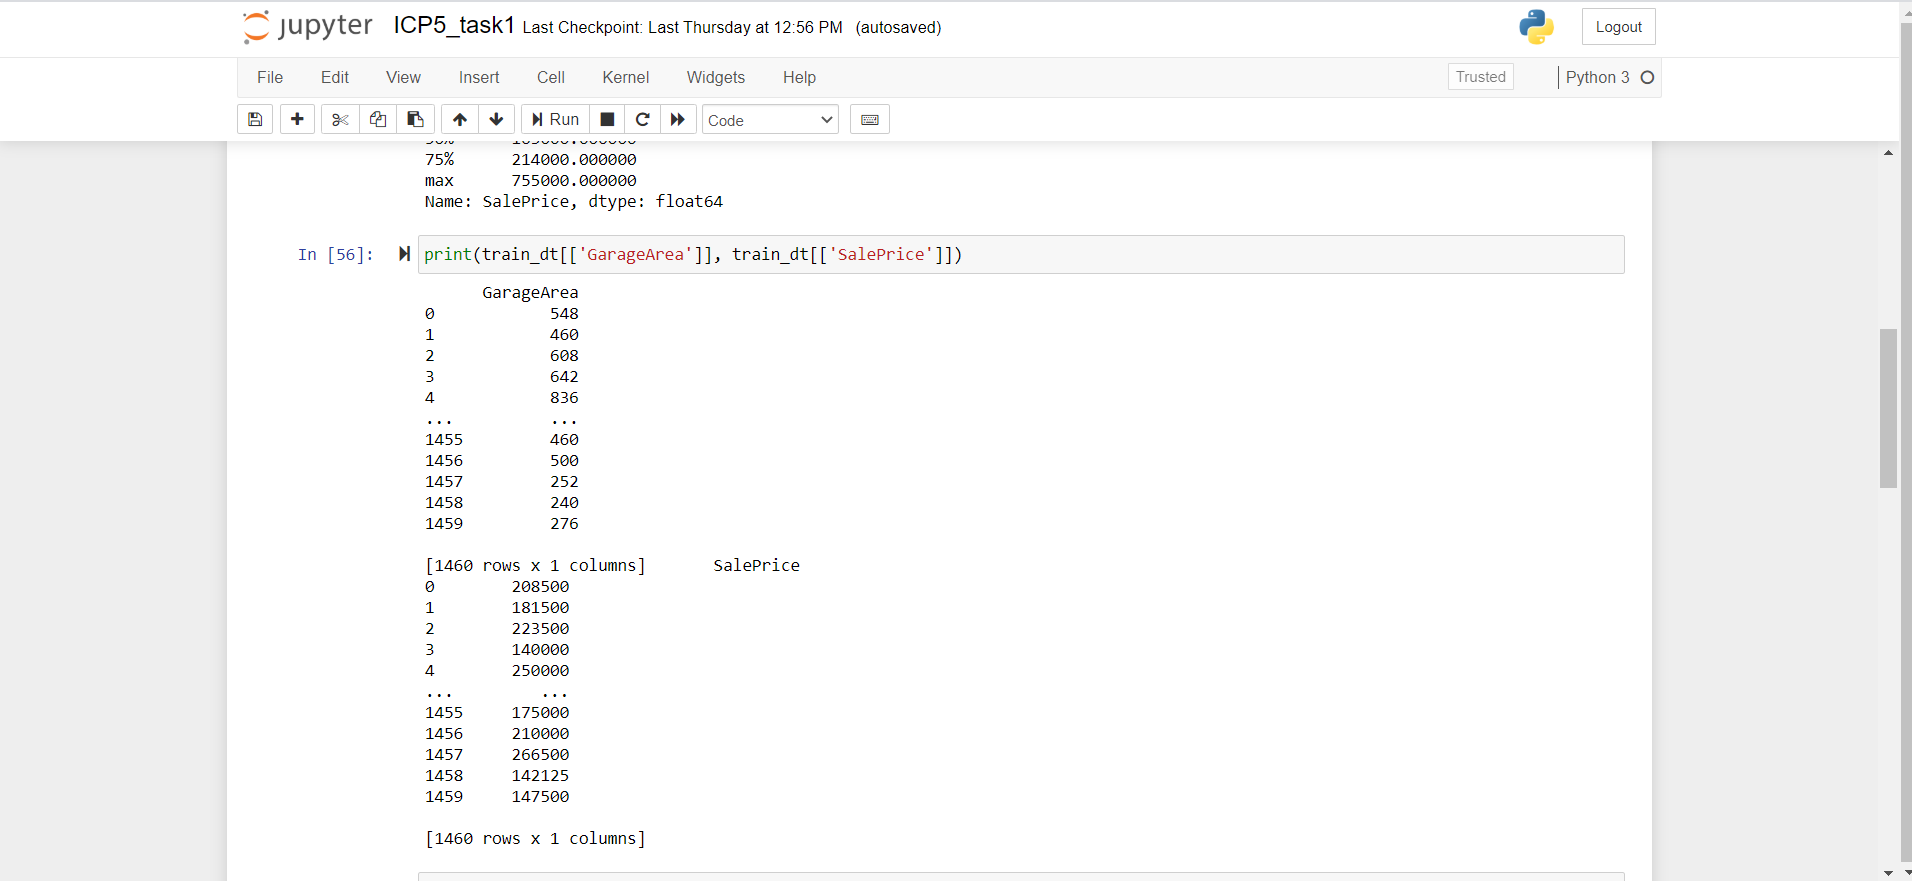 jupyter ICP5_task1 Last Checkpoint: Last Thursday at 12:56 PM (autosaved)
Logout
File Edit View Insert Cell Kernel Widgets Help
Trusted
Python 3
Run
Code
75% 214000.000000
max 755000.000000
Name: SalePrice, dtype: float64
In [56]: print(train_dt[['GarageArea']], train_dt[['SalePrice']])
GarageArea
0 548
1 460
2 608
3 642
4 836
... ...
1455 460
1456 500
1457 252
1458 240
1459 276
[1460 rows x 1 columns] SalePrice
0 208500
1 181500
2 223500
3 140000
4 250000
... ...
1455 175000
1456 210000
1457 266500
1458 142125
1459 147500
[1460 rows x 1 columns]